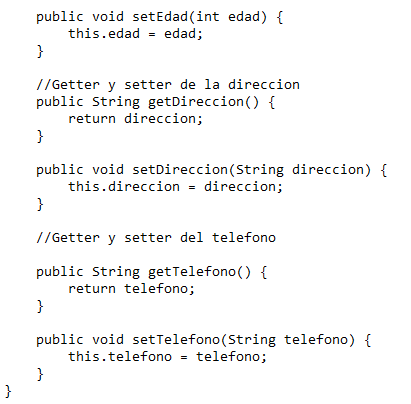 public void setEdad(int edad) {
this.edad = edad;
}
//Getter y setter de la direccion
public String getDireccion() {
return direccion;
}
public void setDireccion(String direccion) {
this.direccion = direccion;
}
//Getter y setter del telefono
public String getTelefono() {
return telefono;
}
public void setTelefono(String telefono) {
this.telefono = telefono;
}
}